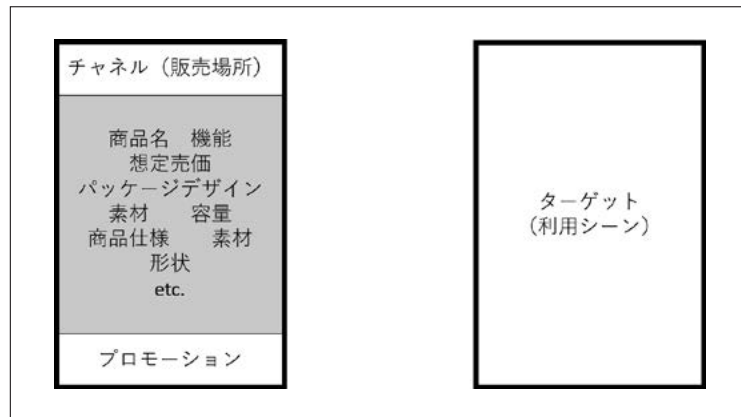 チャネル（販売場所）
商品名　機能
想定売価
パッケージデザイン
素材　　容量
商品仕様　　素材
形状
etc.
プロモーション
ターゲット
（利用シーン）